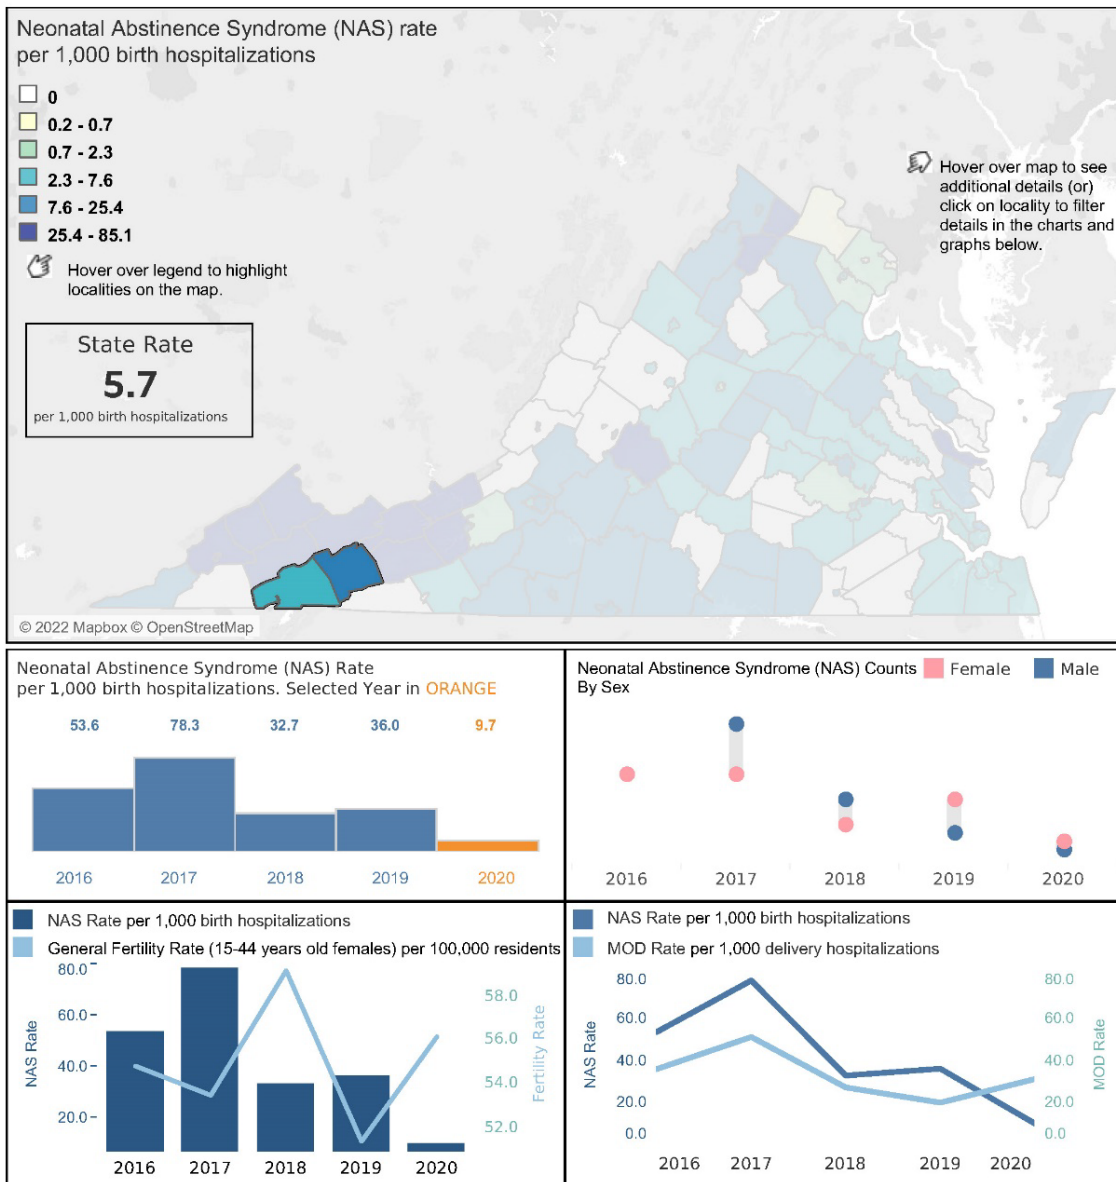 Neonatal Abstinence Syndrome (NAS) rate
per 1,000 birth hospitalizations
0
0.2 - 0.7
0.7 - 2.3
2.3 - 7.6
7.6 - 25.4
25.4 - 85.1
Hover over legend to highlight
localities on the map.
Hover over map to see
additional details (or)
click on locality to filter
details in the charts and
graphs below.
State Rate
5.7
per 1,000 birth hospitalizations
© 2022 Mapbox © OpenStreetMap
Neonatal Abstinence Syndrome (NAS) Rate
per 1,000 birth hospitalizations. Selected Year in ORANGE
53.6 78.3 32.7 36.0 9.7
2016 2017 2018 2019 2020
Neonatal Abstinence Syndrome (NAS) Counts Female Male
By Sex
2016 2017 2018 2019 2020
NAS Rate per 1,000 birth hospitalizations
General Fertility Rate (15-44 years old females) per 100,000 residents
80.0
60.0
40.0
20.0
NAS Rate
58.0
56.0
54.0
52.0
Fertility Rate
2016 2017 2018 2019 2020
NAS Rate per 1,000 birth hospitalizations
MOD Rate per 1,000 delivery hospitalizations
80.0
60.0
40.0
20.0
0.0
NAS Rate
80.0
60.0
40.0
20.0
0.0
MOD Rate
2016 2017 2018 2019 2020